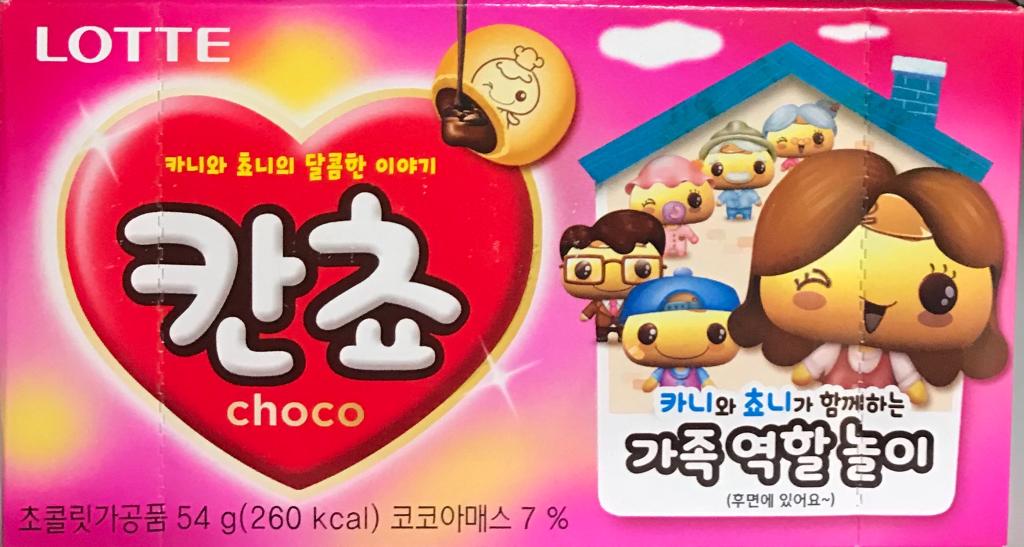 LOTTE
카니와 쵸니의 달콤한 이야기
칸쵸
choco
초콜릿가공품 54 g(260 kcal) 코코아매스 7 %
카니와 쵸니가 함께하는
가족 역할 놀이
(후면에 있어요~)